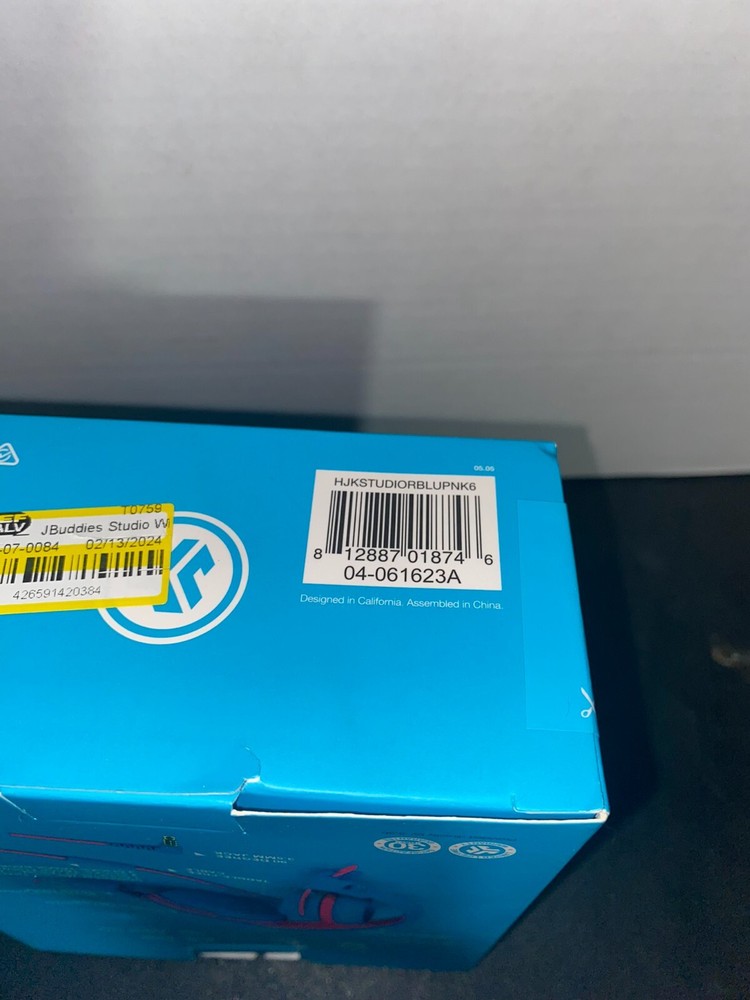 05.05
HJKSTUDIORBLUPNK6
8 12887 01874 6
04-061623A
Designed in California. Assembled in China.
T0759
JBuddies Studio
-07-0084 02/13/2024
426591420384
30